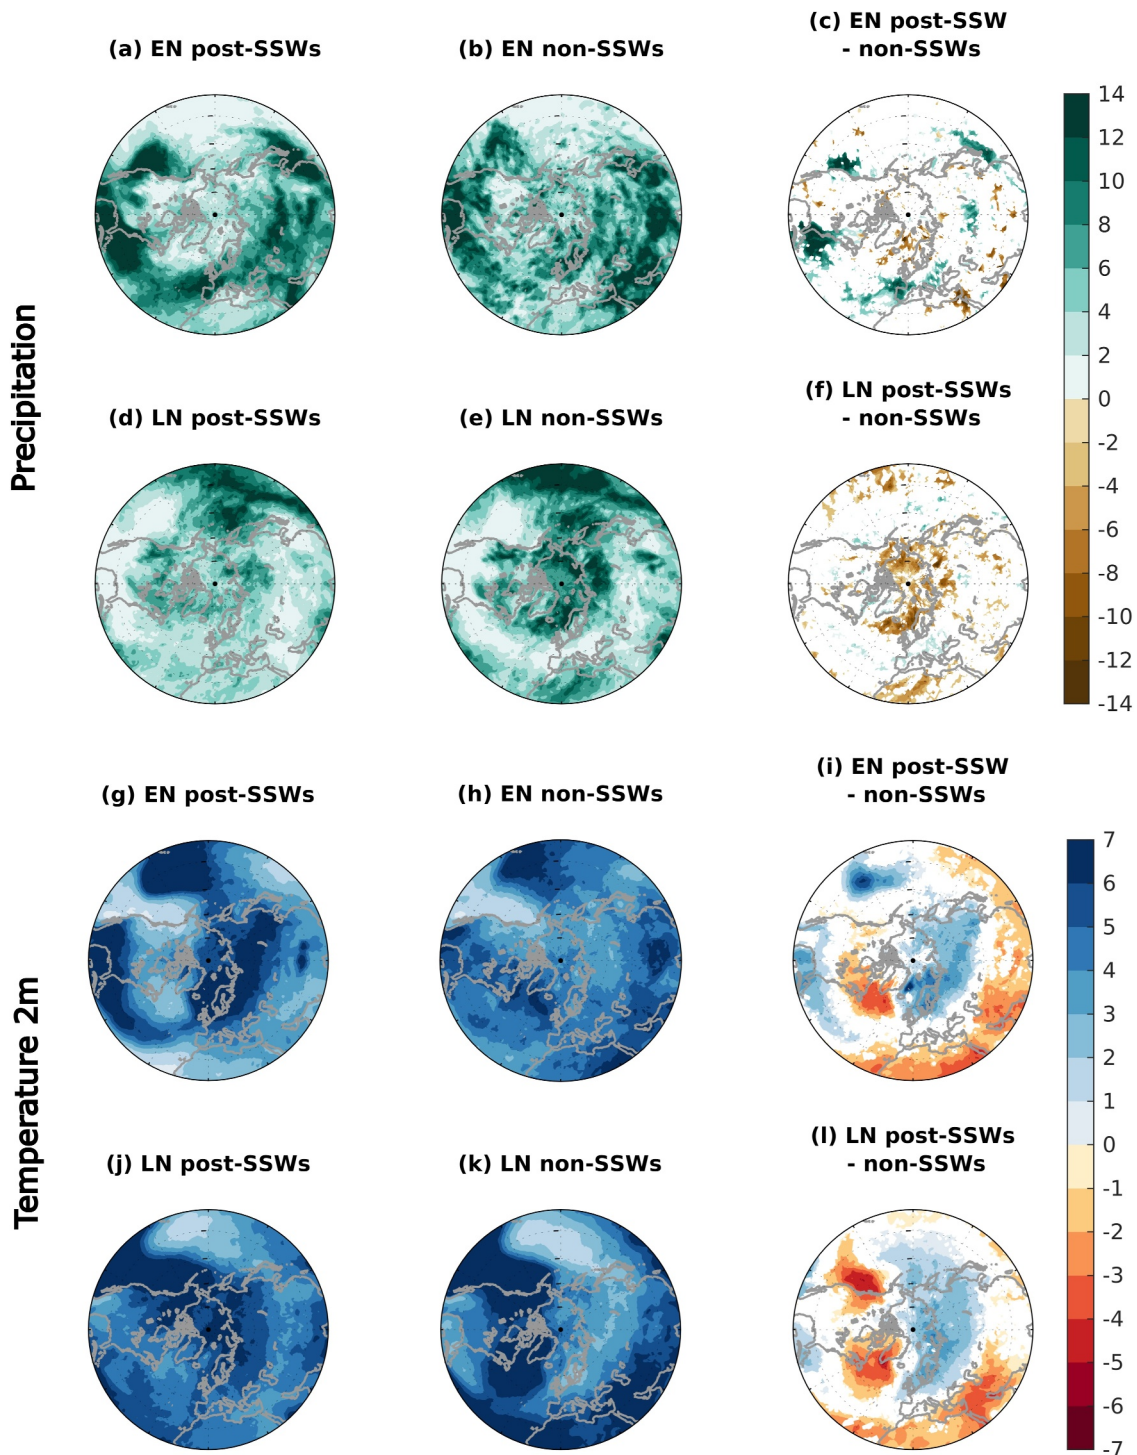 (a) EN post-SSWs
(b) EN non-SSWs
(c) EN post-SSW
- non-SSWs
Precipitation
(d) LN post-SSWs
(e) LN non-SSWs
(f) LN post-SSWs
- non-SSWs
14
12
10
8
6
4
2
0
-2
-4
-6
-8
-10
-12
-14
(g) EN post-SSWs
(h) EN non-SSWs
(i) EN post-SSW
- non-SSWs
Temperature 2m
(j) LN post-SSWs
(k) LN non-SSWs
(l) LN post-SSWs
- non-SSWs
7
6
5
4
3
2
1
0
-1
-2
-3
-4
-5
-6
-7